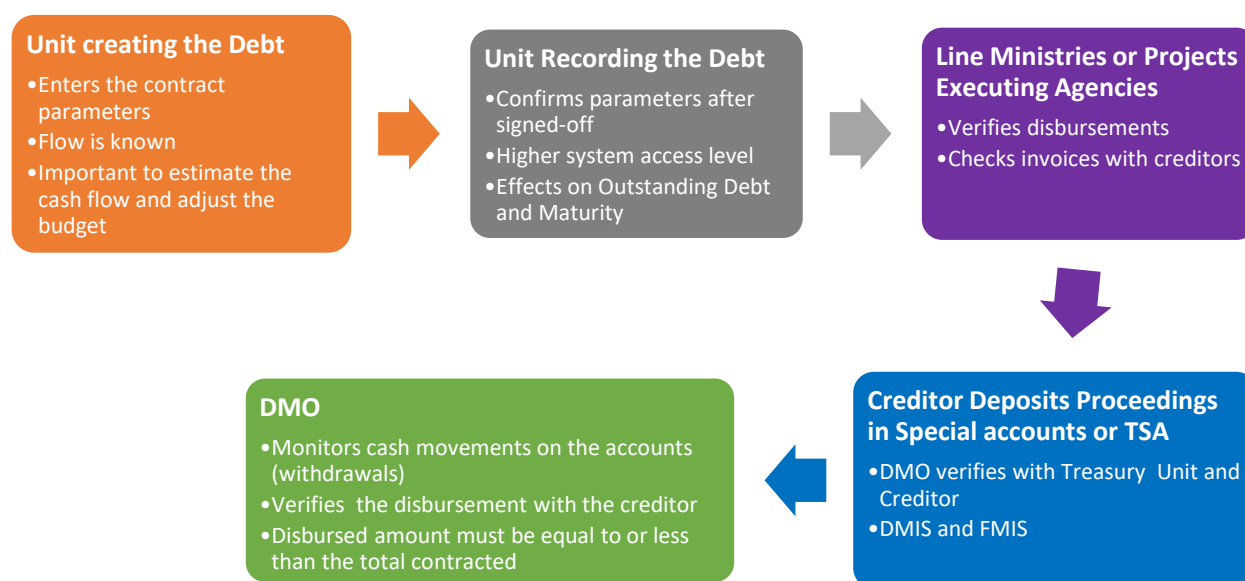 Unit creating the Debt
•Enters the contract
parameters
•Flow is known
•Important to estimate the
cash flow and adjust the
budget
Unit Recording the Debt
•Confirms parameters after
signed-off
•Higher system access level
•Effects on Outstanding Debt
and Maturity
Line Ministries or Projects
Executing Agencies
•Verifies disbursements
•Checks invoices with creditors
Creditor Deposits Proceedings
in Special accounts or TSA
•DMO verifies with Treasury Unit and
Creditor
•DMIS and FMIS
DMO
•Monitors cash movements on the accounts
(withdrawals)
•Verifies the disbursement with the creditor
•Disbursed amount must be equal to or less
than the total contracted